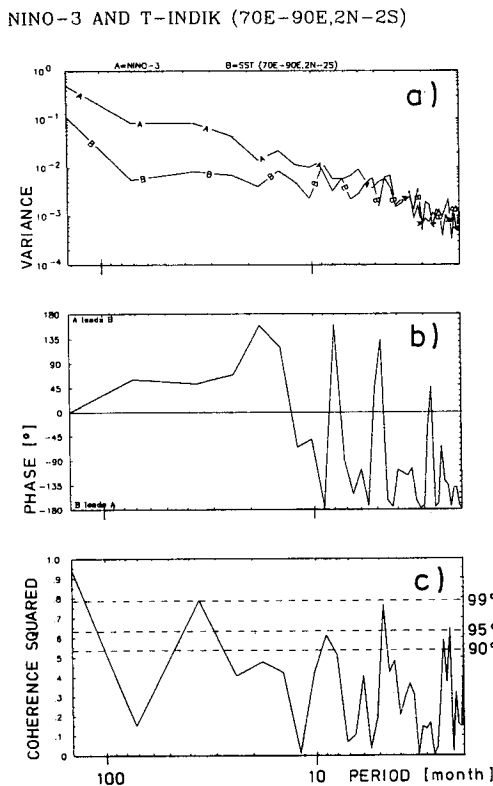 NINO-3 AND T-INDIK (70E-90E,2N-2S)
A=NINO-3 B=SST (70E-90E,2N-2S)
a)
10⁰
10⁻¹
10⁻²
10⁻³
10⁻⁴
VARIANCE
A A A A A
B B B B B B B B B
100 10
b)
A leads B
180
135
90
45
0
-45
-90
-135
-180
B leads A
PHASE [°]
c)
1.0
.9
.8
.7
.6
.5
.4
.3
.2
.1
0
COHERENCE SQUARED
99°
95°
90°
100 10 PERIOD [month]